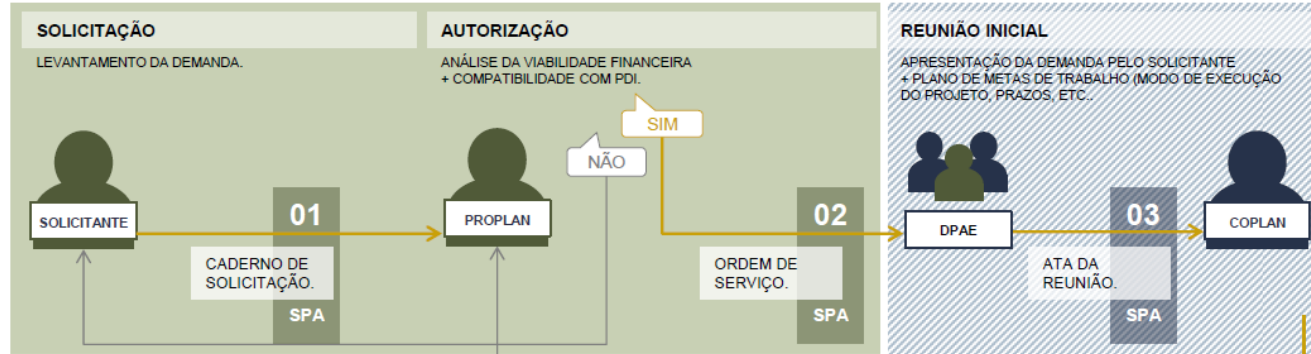 SOLICITAÇÃO
LEVANTAMENTO DA DEMANDA.
SOLICITANTE
01
CADERNO DE
SOLICITAÇÃO.
SPA
AUTORIZAÇÃO
ANÁLISE DA VIABILIDADE FINANCEIRA
+ COMPATIBILIDADE COM PDI.
SIM
NÃO
PROPLAN
02
ORDEM DE
SERVIÇO.
SPA
REUNIÃO INICIAL
APRESENTAÇÃO DA DEMANDA PELO SOLICITANTE
+ PLANO DE METAS DE TRABALHO (MODO DE EXECUÇÃO
DO PROJETO, PRAZOS, ETC..
DPAE
03
ATA DA
REUNIÃO.
SPA
COPLAN